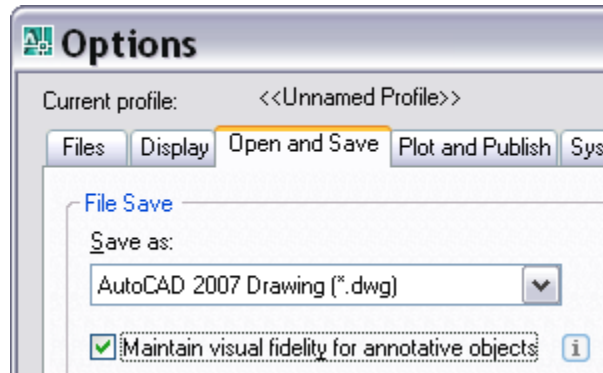 Options
Current profile: <<Unnamed Profile>>
Files Display Open and Save Plot and Publish Sys
File Save
Save as:
AutoCAD 2007 Drawing (*.dwg)
Maintain visual fidelity for annotative objects i